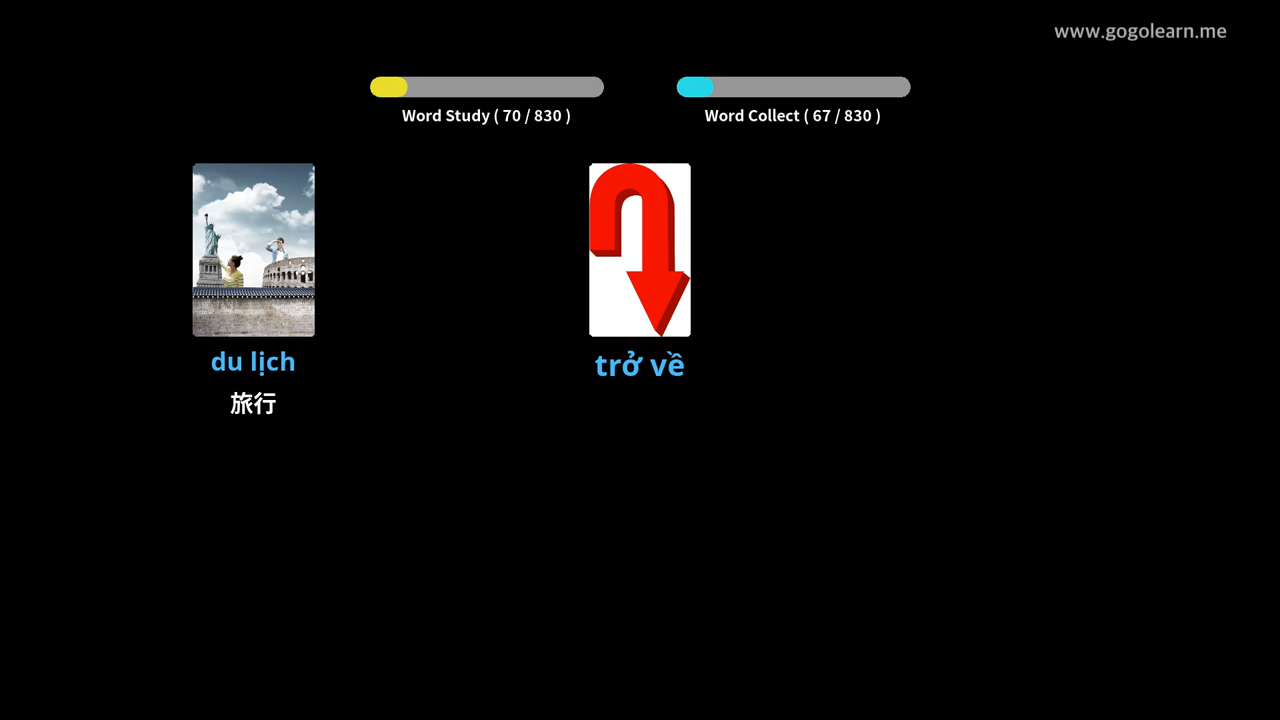 www.gogolearn.me
Word Study ( 70 / 830 )
Word Collect ( 67 / 830 )
du lịch
旅行
trở về